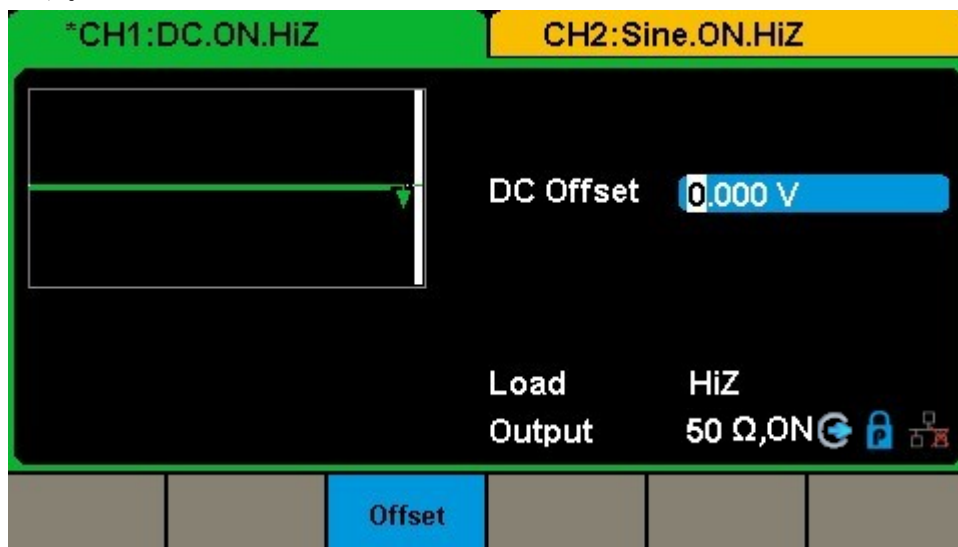 *CH1:DC.ON.HiZ
CH2:Sine.ON.HiZ
DC Offset 0.000 V
Load HiZ
Output 50 Ω,ON
P
Offset